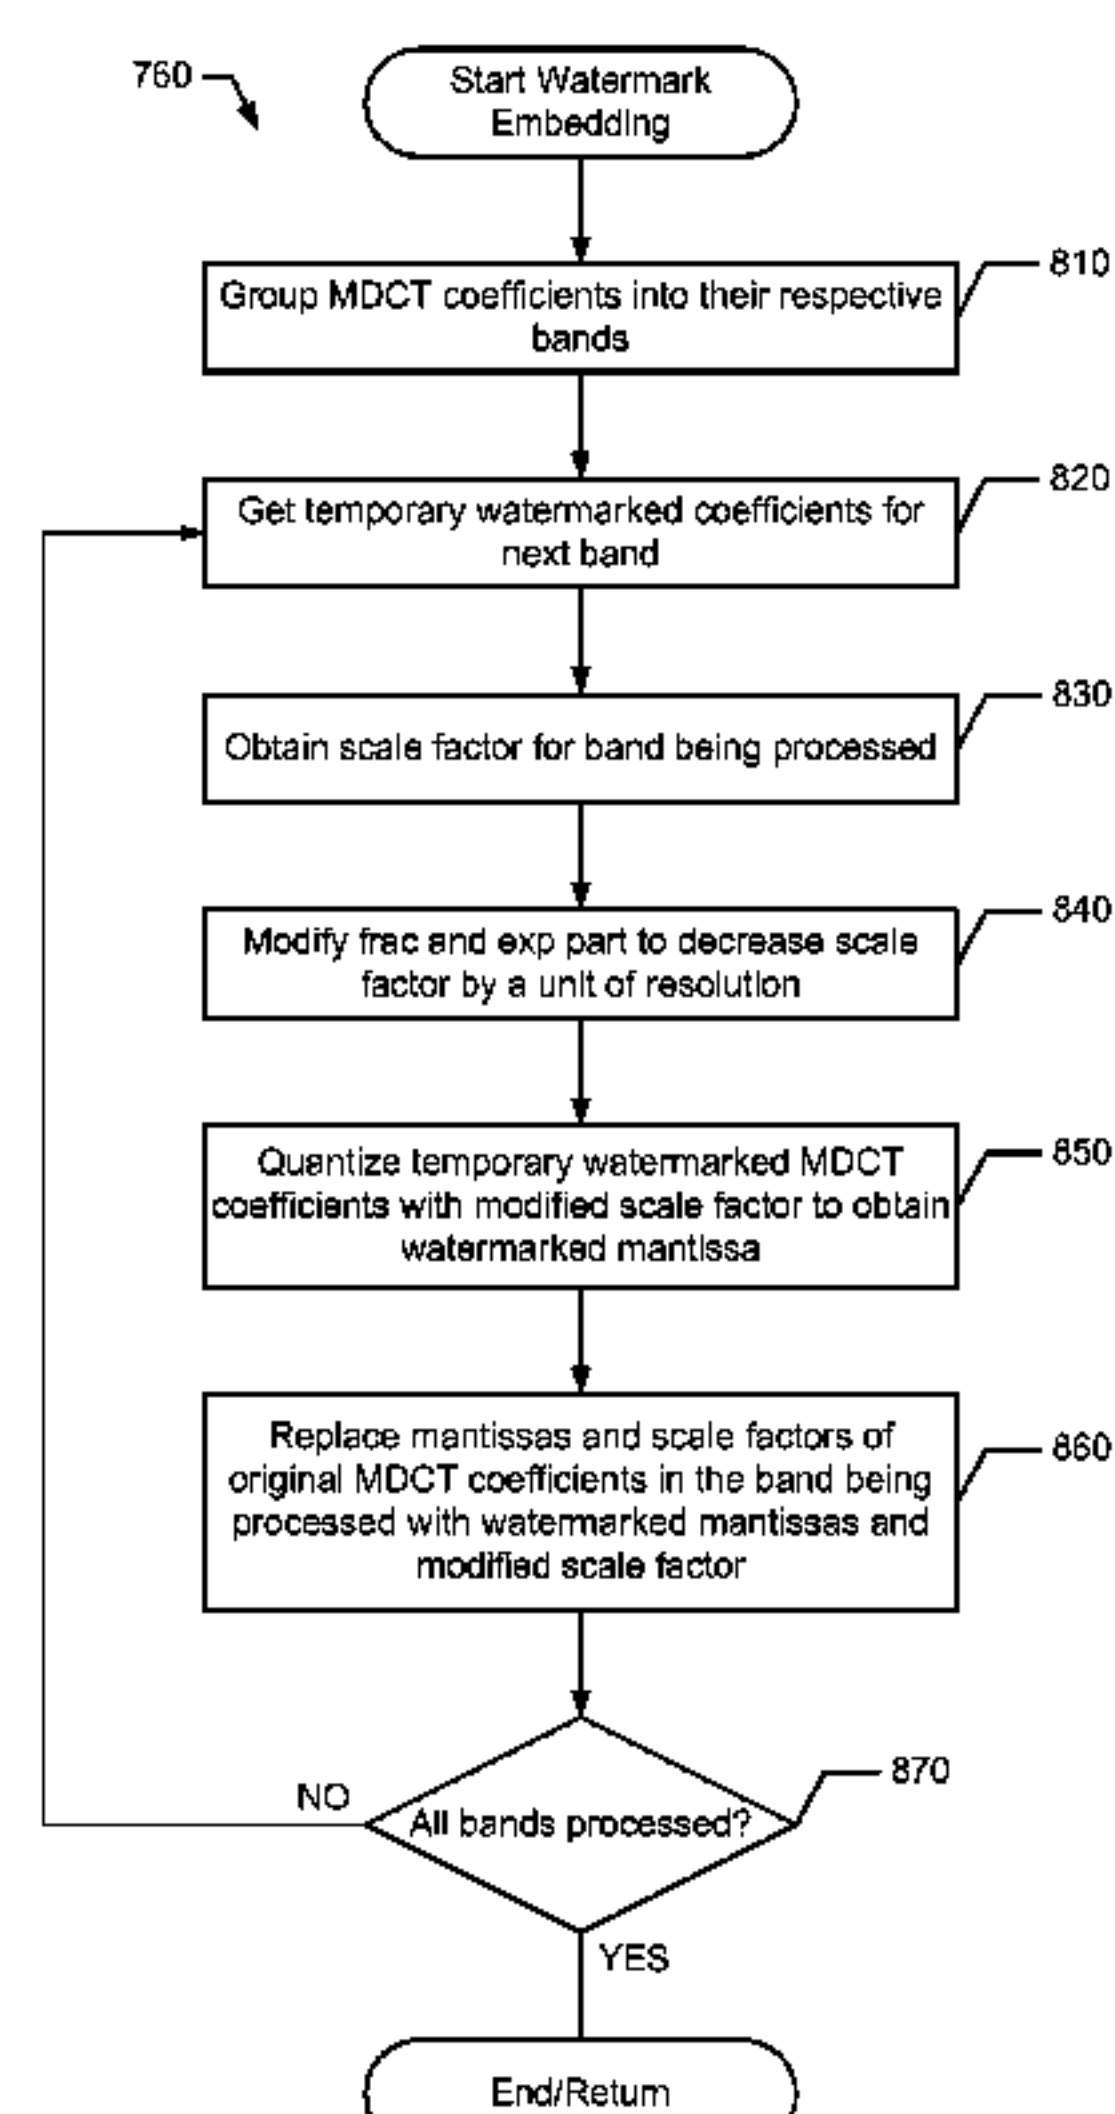 760
Start Watermark
Embedding
810
Group MDCT coefficients into their respective
bands
820
Get temporary watermarked coefficients for
next band
830
Obtain scale factor for band being processed
840
Modify frac and exp part to decrease scale
factor by a unit of resolution
850
Quantize temporary watermarked MDCT
coefficients with modified scale factor to obtain
watermarked mantissa
860
Replace mantissas and scale factors of
original MDCT coefficients in the band being
processed with watermarked mantissas and
modified scale factor
870
NO
All bands processed?
YES
End/Return